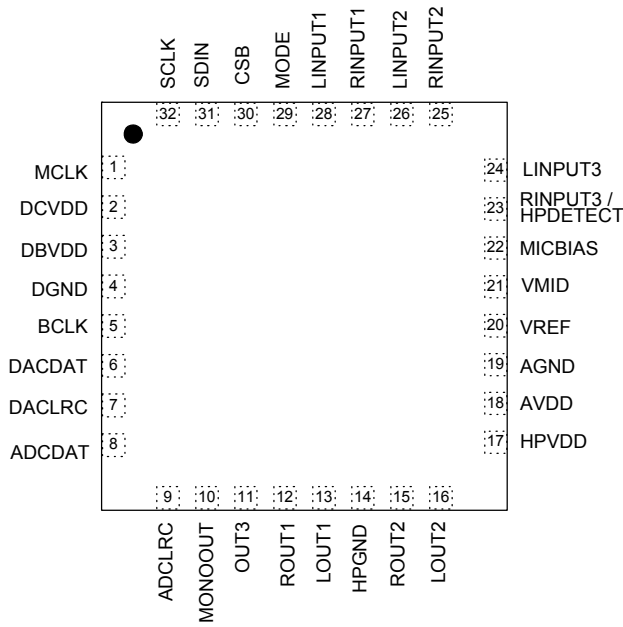 SCLK
SDIN
CSB
MODE
LINPUT1
RINPUT1
LINPUT2
RINPUT2
32 31 30 29 28 27 26 25
MCLK 1
DCVDD 2
DBVDD 3
DGND 4
BCLK 5
DACDAT 6
DACLRC 7
ADCDAT 8
24 LINPUT3
23 RINPUT3 /
HPDETECT
22 MICBIAS
21 VMID
20 VREF
19 AGND
18 AVDD
17 HPVDD
9 10 11 12 13 14 15 16
ADCLRC
MONOOUT
OUT3
ROUT1
LOUT1
HPGND
ROUT2
LOUT2